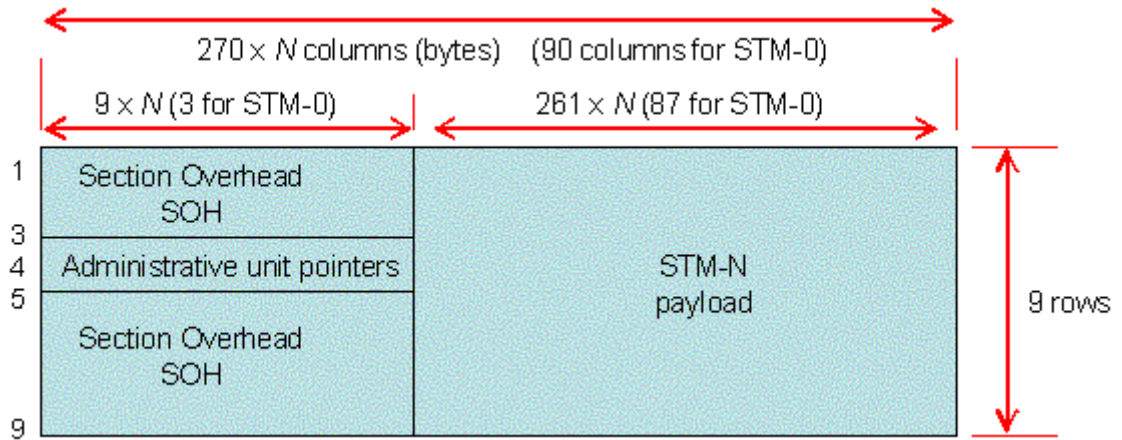 270 × N columns (bytes) (90 columns for STM-0)
9 × N (3 for STM-0)
261 × N (87 for STM-0)
1
Section Overhead
SOH
3
4
Administrative unit pointers
5
Section Overhead
SOH
9
STM-N
payload
9 rows